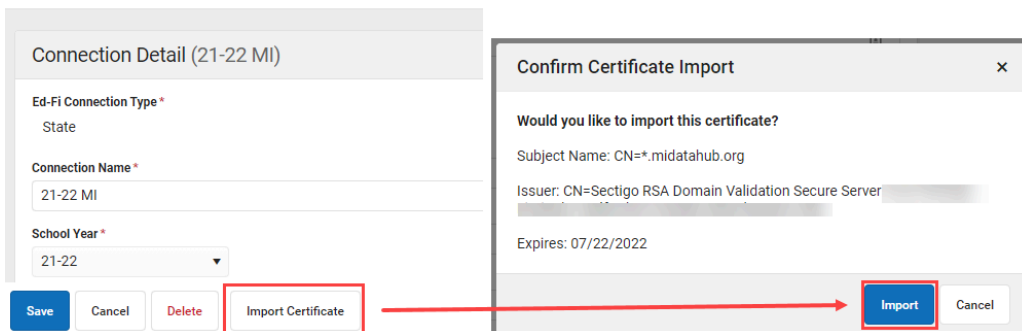 Connection Detail (21-22 MI)
Ed-Fi Connection Type *
State
Connection Name *
21-22 MI
School Year *
21-22
Save Cancel Delete Import Certificate
Confirm Certificate Import ×
Would you like to import this certificate?
Subject Name: CN=*.midatahub.org
Issuer: CN=Sectigo RSA Domain Validation Secure Server
Expires: 07/22/2022
Import Cancel